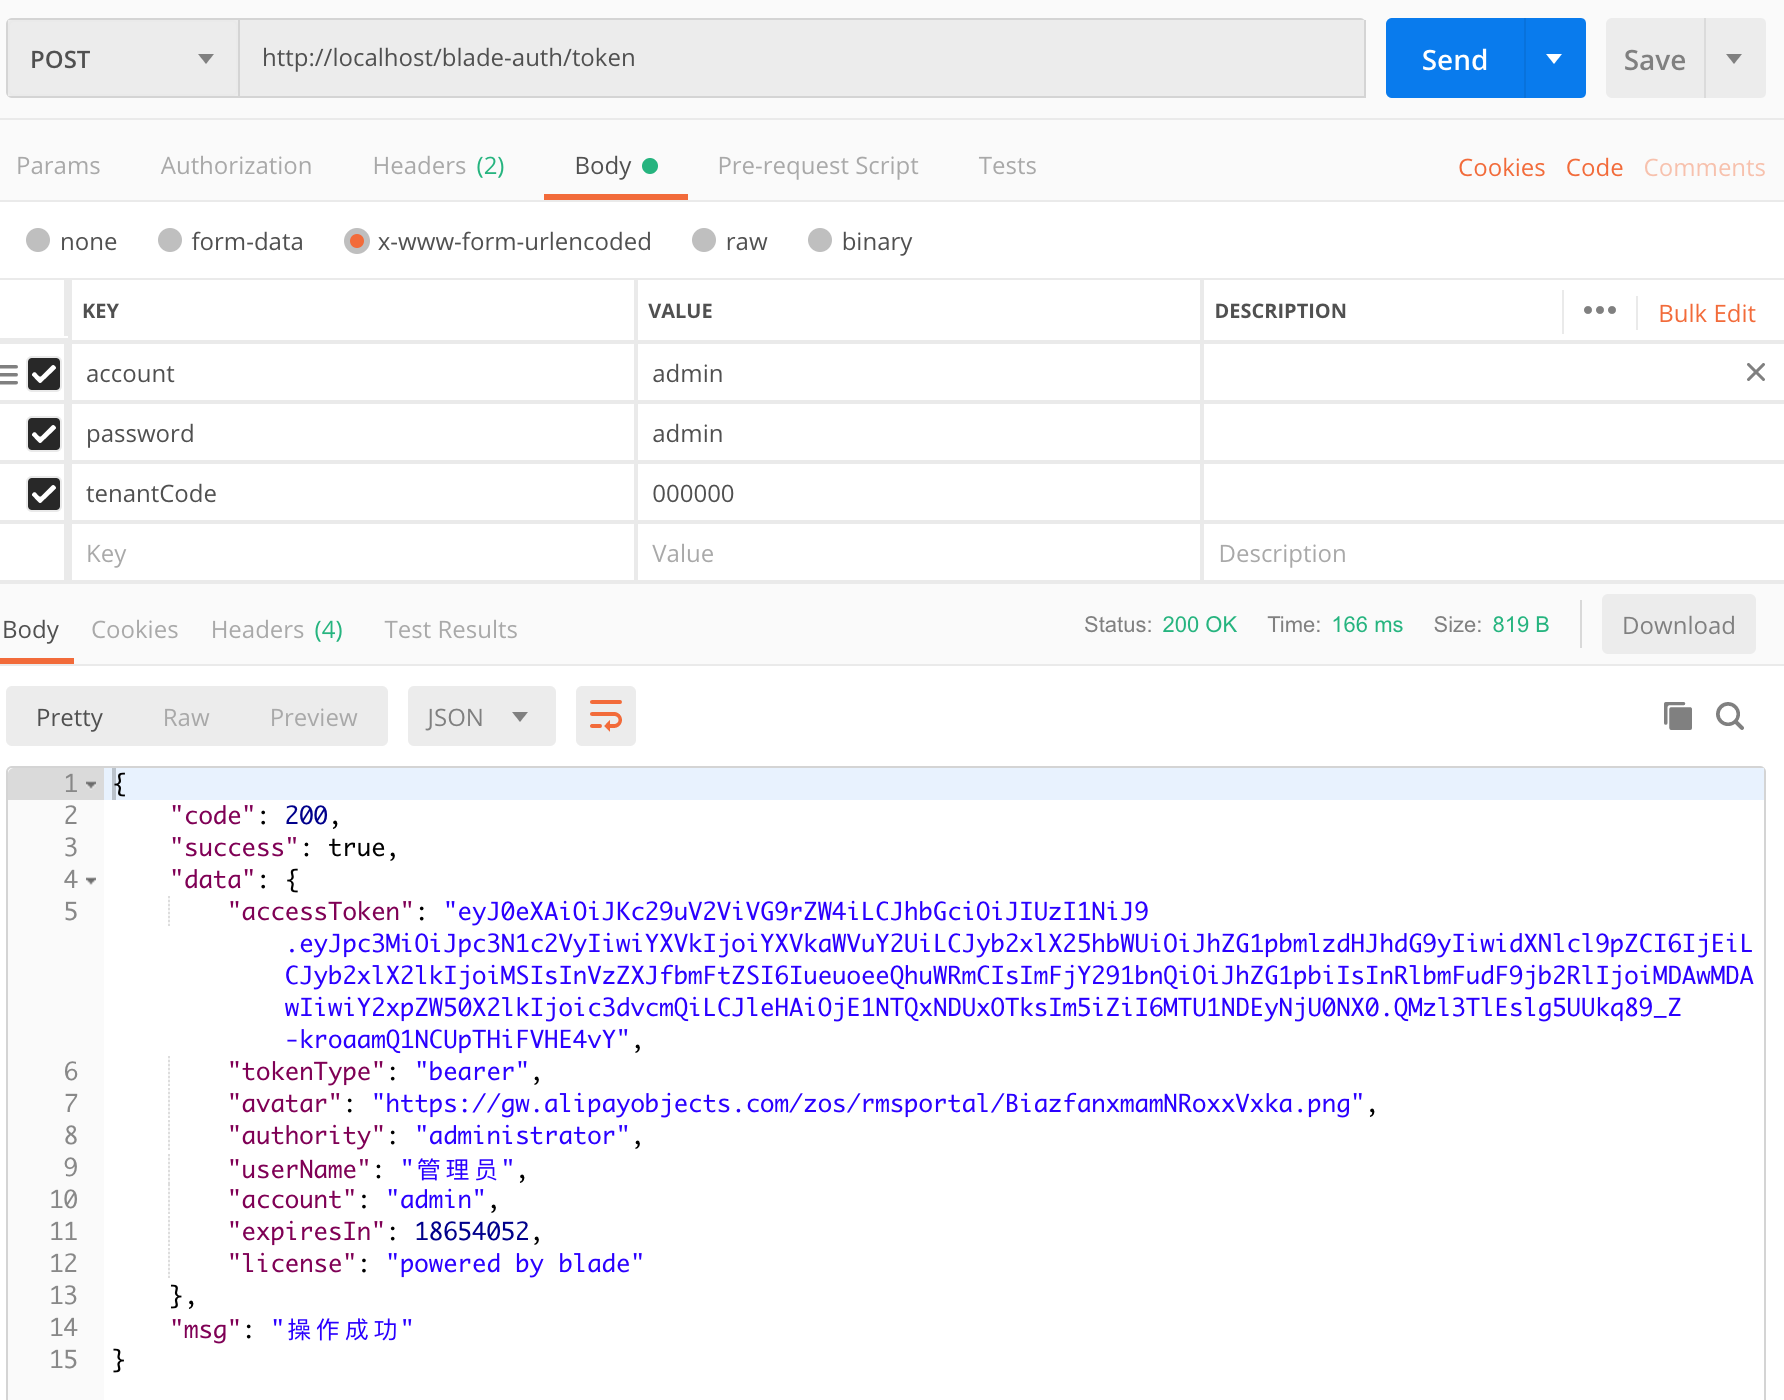 POST
http://localhost/blade-auth/token
Send
Save
Params Authorization Headers (2) Body Pre-request Script Tests Cookies Code Comments
none form-data x-www-form-urlencoded raw binary
KEY VALUE DESCRIPTION ••• Bulk Edit
account admin
password admin
tenantCode 000000
Key Value Description
Body Cookies Headers (4) Test Results Status: 200 OK Time: 166 ms Size: 819 B Download
Pretty Raw Preview JSON
1 {
2 "code": 200,
3 "success": true,
4 "data": {
5 "accessToken": "eyJ0eXAiOiJKc29uV2ViVG9rZW4iLCJhbGciOiJIUzI1NiJ9
.eyJpc3MiOiJpc3N1c2VyIiwiYXVkIjoiYXVkaWVuY2UiLCJyb2xlX25hbWUiOiJhZG1pbmlzdHJhdG9yIiwidXNlcl9pZCI6IjEiL
CJyb2xlX2lkIjoiMSIsInVzZXJfbmFtZSI6IueuoeeQhuWRmCIsImFjY291bnQiOiJhZG1pbiIsInRlbmFudF9jb2RlIjoiMDAwMDA
wIiwiY2xpZW50X2lkIjoic3dvcmQiLCJleHAiOjE1NTQxNDUxOTksIm5iZiI6MTU1NDEyNjU0NX0.QMzl3TlEslg5UUkq89_Z
-kroaamQ1NCUpTHiFVHE4vY",
6 "tokenType": "bearer",
7 "avatar": "https://gw.alipayobjects.com/zos/rmsportal/BiazfanxmamNRoxxVxka.png",
8 "authority": "administrator",
9 "userName": "管理员",
10 "account": "admin",
11 "expiresIn": 18654052,
12 "license": "powered by blade"
13 },
14 "msg": "操作成功"
15 }